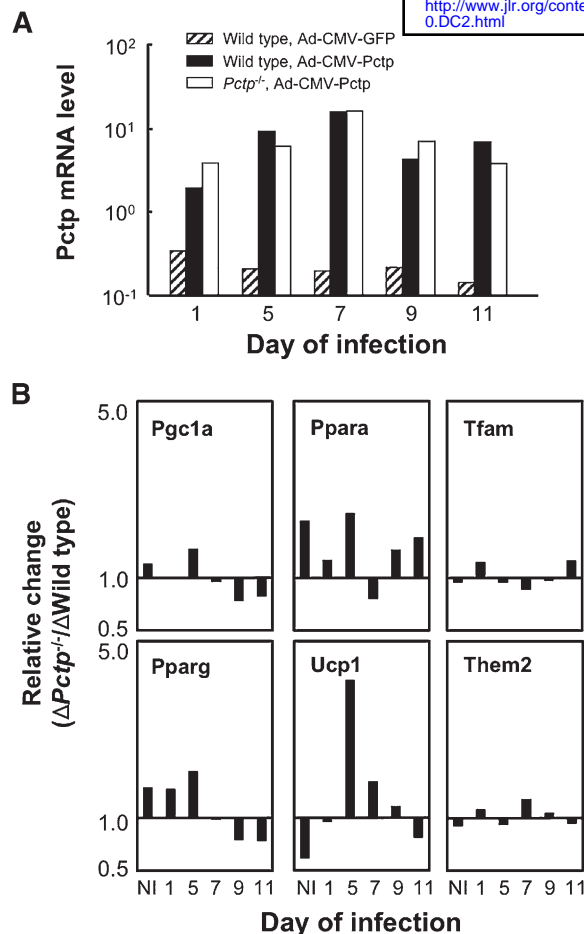 http://www.jlr.org/conte
0.DC2.html
A
Wild type, Ad-CMV-GFP
Wild type, Ad-CMV-Pctp
Pctp-/-, Ad-CMV-Pctp
Pctp mRNA level
10²
10¹
10⁰
10⁻¹
1 5 7 9 11
Day of infection
B
Relative change
(ΔPctp-/-/ΔWild type)
5.0
1.0
0.5
Pgc1a
Ppara
Tfam
5.0
1.0
0.5
Pparg
Ucp1
Them2
NI 1 5 7 9 11 NI 1 5 7 9 11 NI 1 5 7 9 11
Day of infection